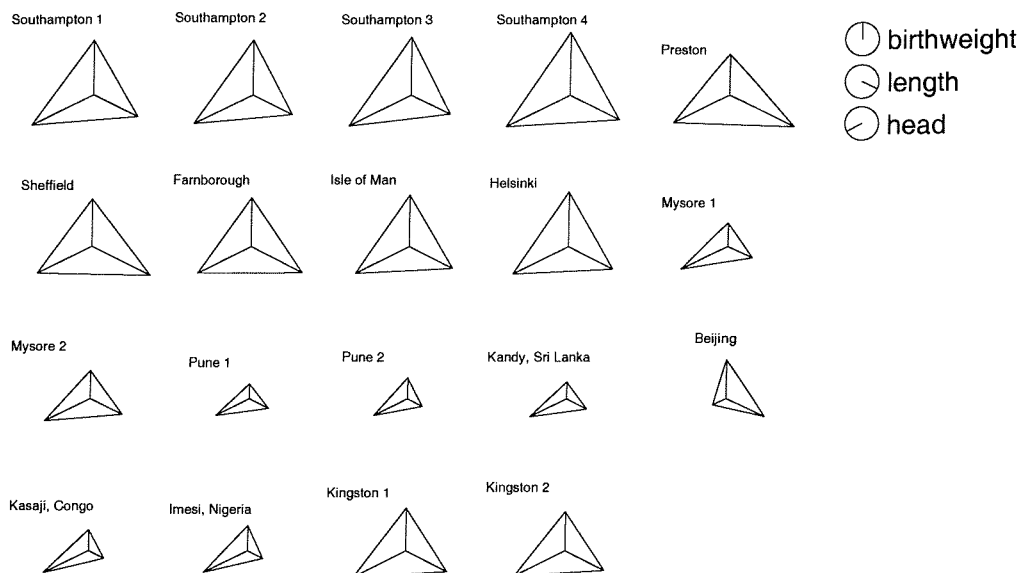 Southampton 1
Southampton 2
Southampton 3
Southampton 4
Preston
birthweight
length
head
Sheffield
Farnborough
Isle of Man
Helsinki
Mysore 1
Mysore 2
Pune 1
Pune 2
Kandy, Sri Lanka
Beijing
Kasaji, Congo
Imesi, Nigeria
Kingston 1
Kingston 2